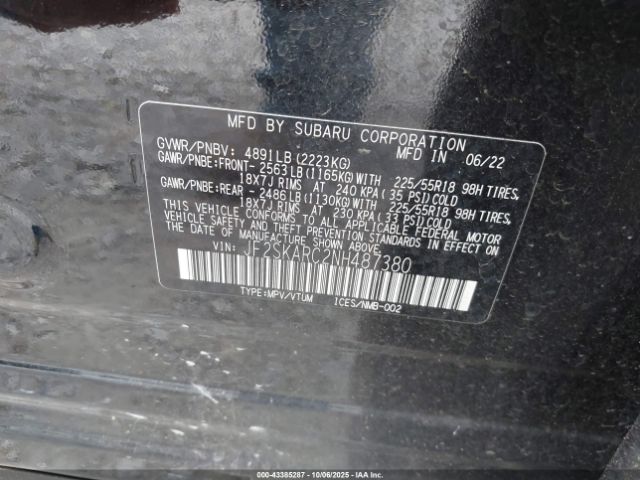 MFD BY SUBARU CORPORATION
GVWR/PNBV: 4891LB(2223KG) MFD IN 06/22
GAWR/PNBE:FRONT-2563LB(1165KG)WITH 225/55R18 98H TIRES,
18X7J RIMS AT 240 KPA(35 PSI)COLD
GAWR/PNBE:REAR -2486LB(1130KG)WITH 225/55R18 98H TIRES,
18X7J RIMS AT 230 KPA(33 PSI)COLD
THIS VEHICLE CONFORMS TO ALL APPLICABLE FEDERAL MOTOR
VEHICLE SAFETY AND THEFT PREVENTION STANDARDS IN EFFECT ON
THE DATE OF MANUFACTURE SHOWN ABOVE.
VIN: JF2SKARC2NH487380
TYPE:MPV/VTUM ICES/NMB-002
000-43385287 - 10/06/2025 - IAAI.COM